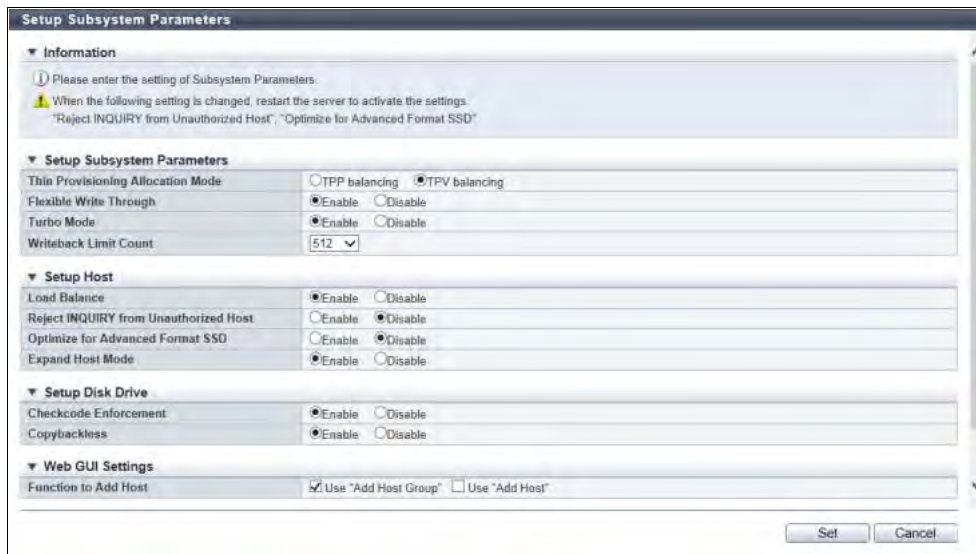 Setup Subsystem Parameters
▼ Information
Please enter the setting of Subsystem Parameters.
When the following setting is changed, restart the server to activate the settings.
"Reject INQUIRY from Unauthorized Host", "Optimize for Advanced Format SSD"
▼ Setup Subsystem Parameters
Thin Provisioning Allocation Mode TPP balancing TPV balancing
Flexible Write Through Enable Disable
Turbo Mode Enable Disable
Writeback Limit Count 512
▼ Setup Host
Load Balance Enable Disable
Reject INQUIRY from Unauthorized Host Enable Disable
Optimize for Advanced Format SSD Enable Disable
Expand Host Mode Enable Disable
▼ Setup Disk Drive
Checkcode Enforcement Enable Disable
Copybackless Enable Disable
▼ Web GUI Settings
Function to Add Host Use "Add Host Group" Use "Add Host"
Set Cancel